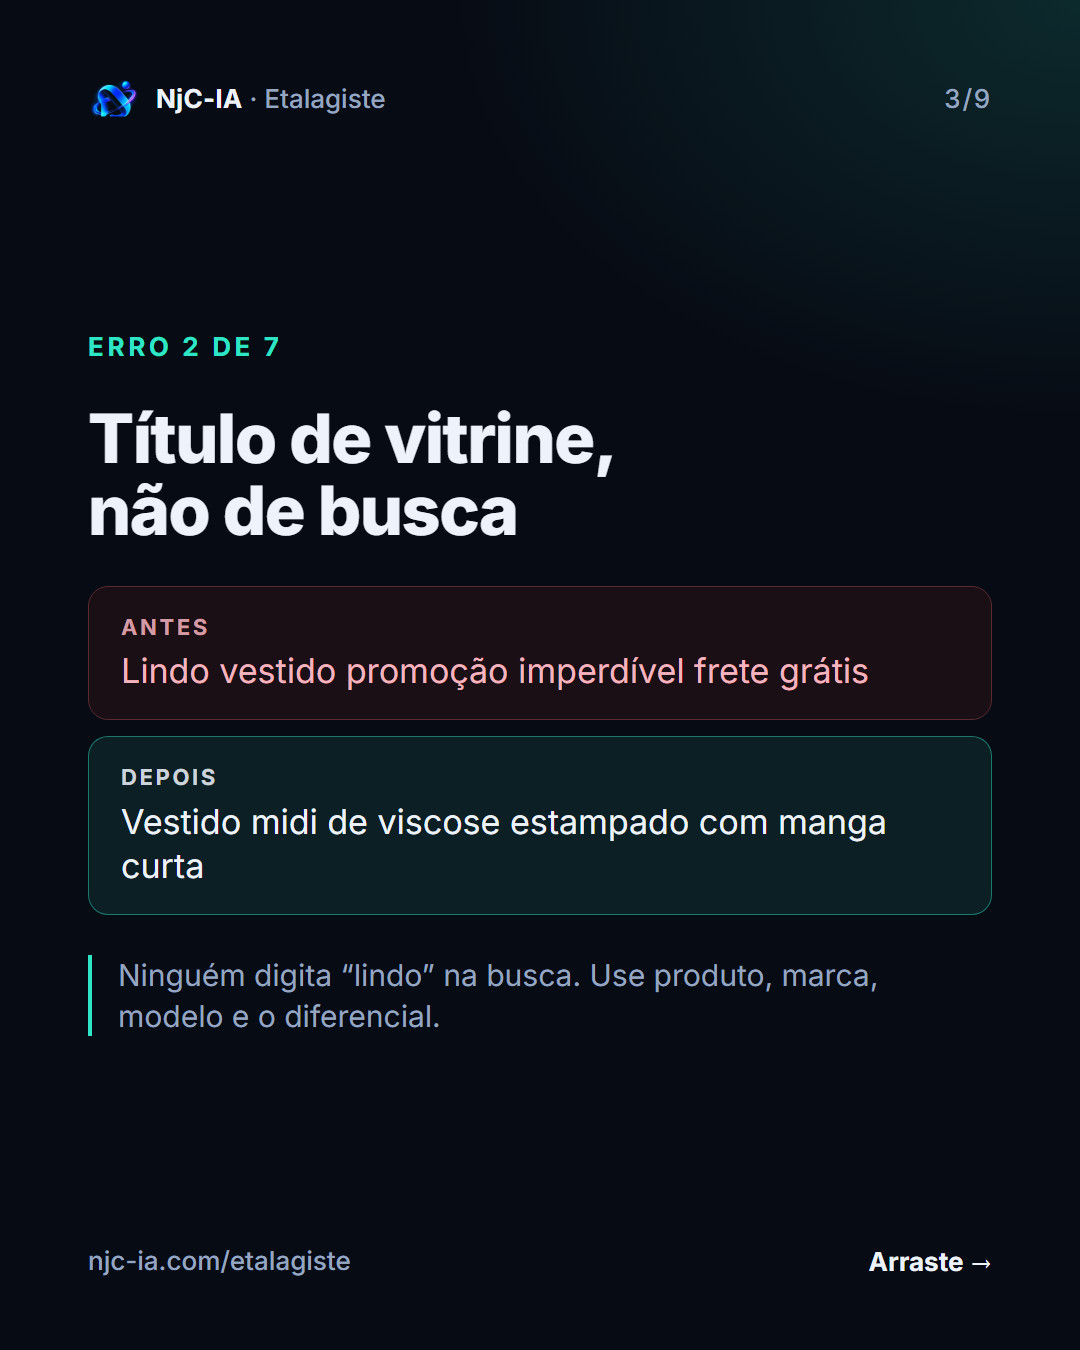 NjC-IA · Etalagiste
3/9
ERRO 2 DE 7
Título de vitrine,
não de busca
ANTES
Lindo vestido promoção imperdível frete grátis
DEPOIS
Vestido midi de viscose estampado com manga
curta
Ninguém digita “lindo” na busca. Use produto, marca,
modelo e o diferencial.
njc-ia.com/etalagiste
Arraste →